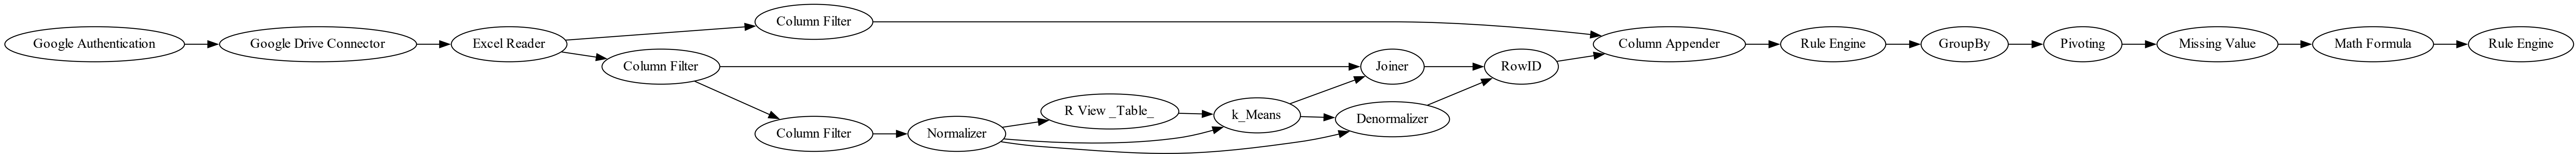 Google Authentication
Google Drive Connector
Excel Reader
Column Filter
Column Filter
Column Filter
Normalizer
R View _Table_
k_Means
Joiner
Denormalizer
RowID
Column Appender
Rule Engine
GroupBy
Pivoting
Missing Value
Math Formula
Rule Engine